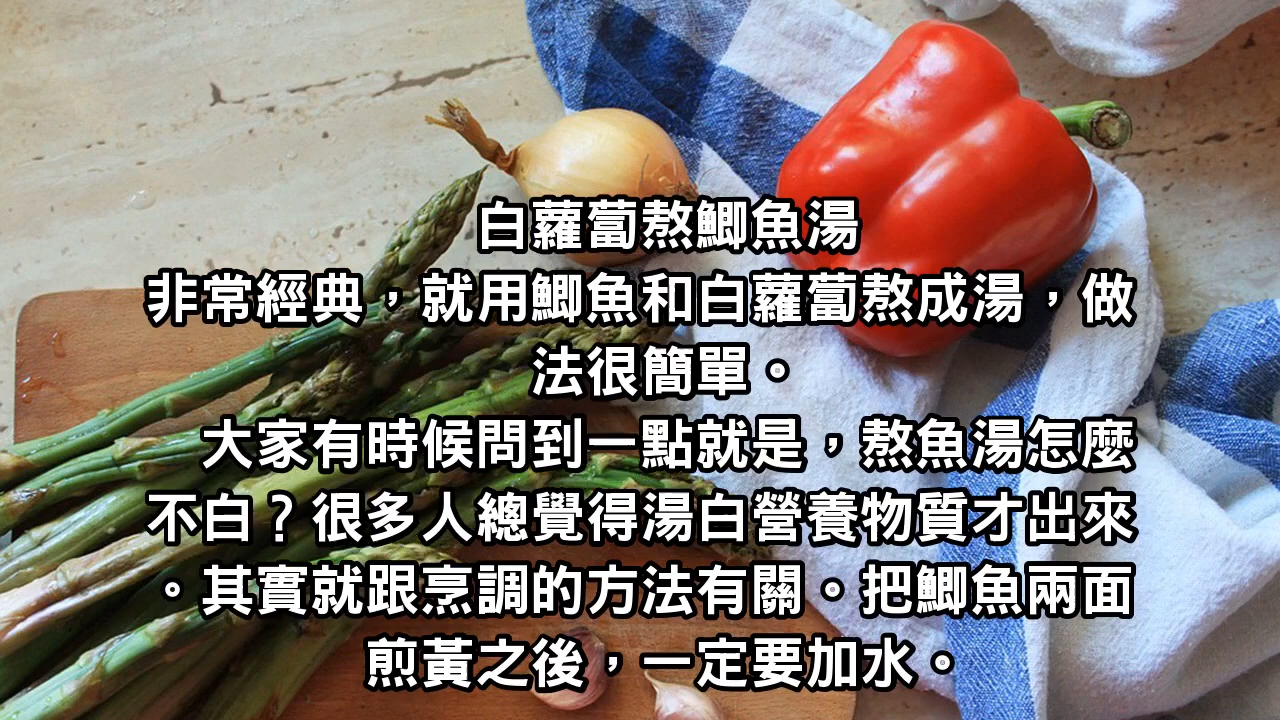 白蘿蔔熬鯽魚湯
非常經典，就用鯽魚和白蘿蔔熬成湯，做
法很簡單。
大家有時候問到一點就是，熬魚湯怎麼
不白？很多人總覺得湯白營養物質才出來
。其實就跟烹調的方法有關。把鯽魚兩面
煎黃之後，一定要加水。